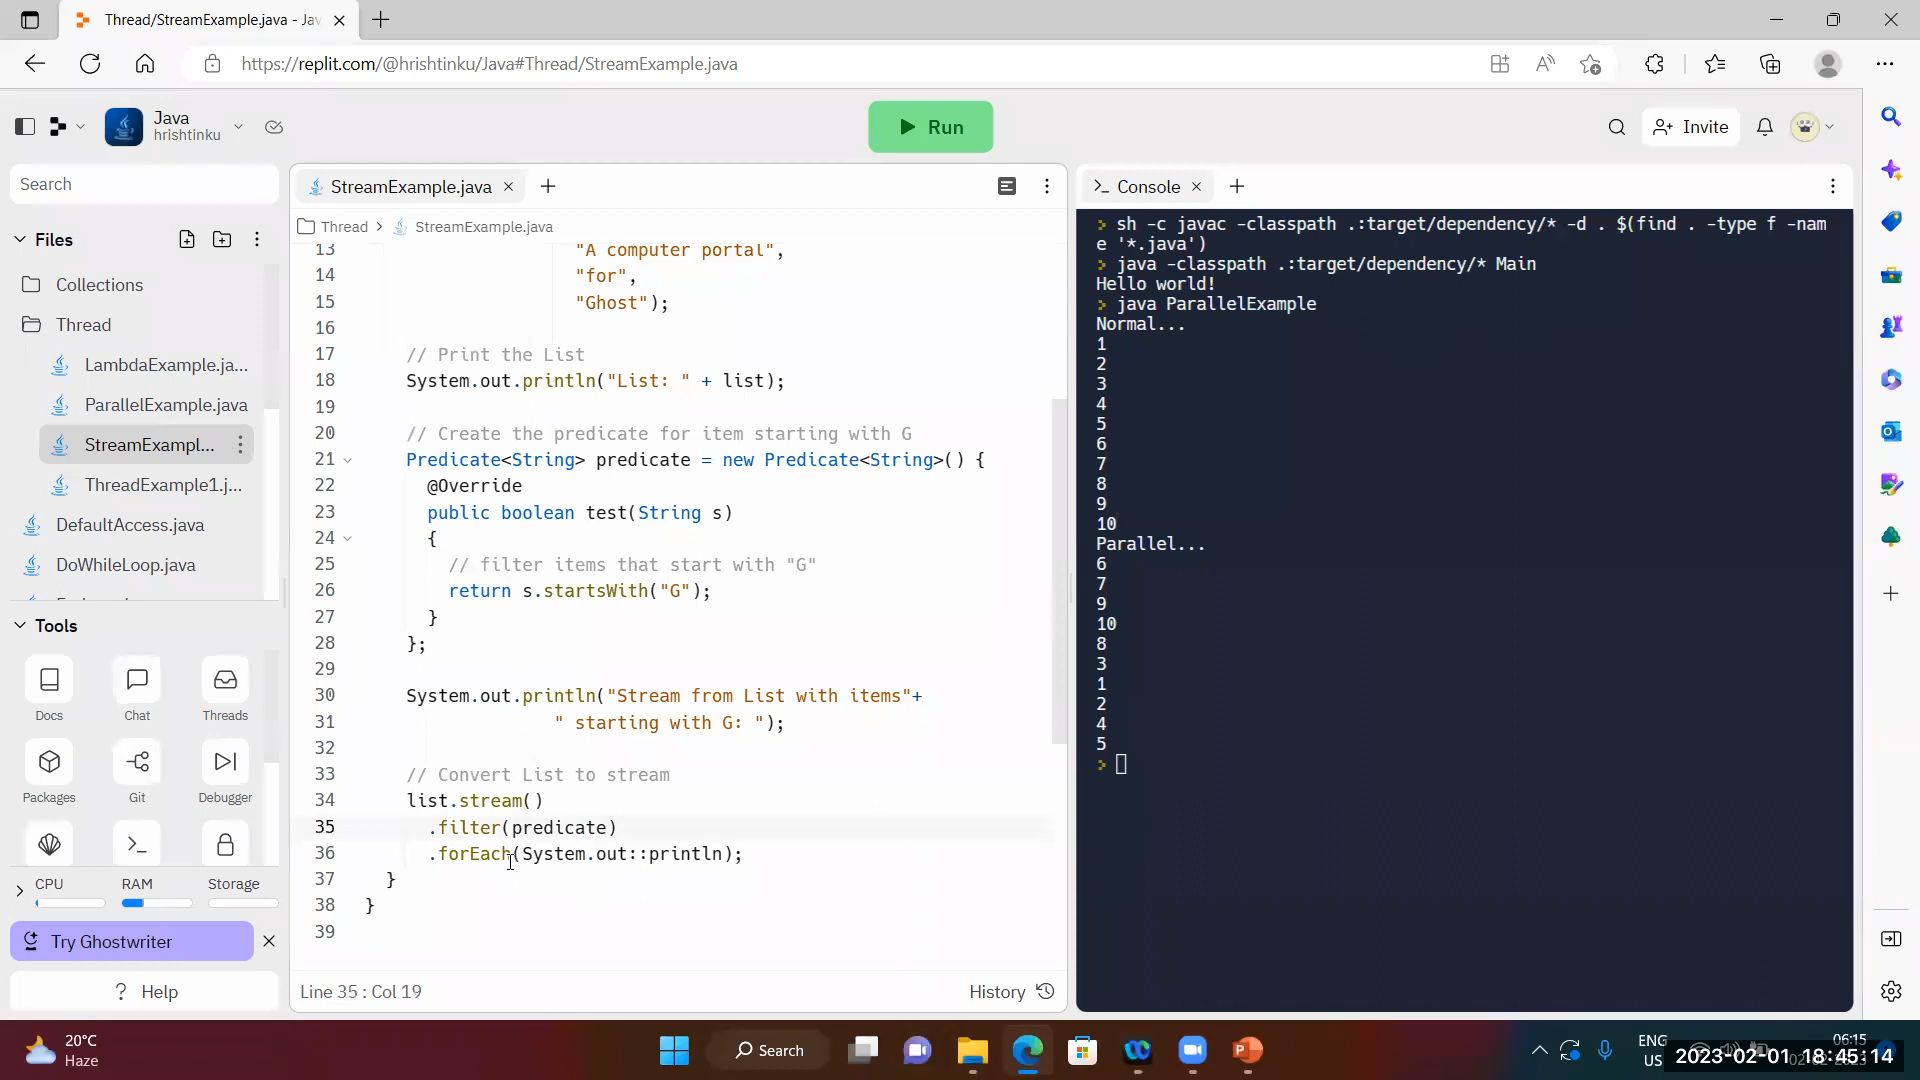 Thread/StreamExample.java - Jav
https://replit.com/@hrishtinku/Java#Thread/StreamExample.java
Java
hrishtinku
Run
Invite
Search
Files
Collections
Thread
LambdaExample.ja...
ParallelExample.java
StreamExampl...
ThreadExample1.j...
DefaultAccess.java
DoWhileLoop.java
Tools
Docs
Chat
Threads
Packages
Git
Debugger
CPU
RAM
Storage
Try Ghostwriter
? Help
StreamExample.java
Thread > StreamExample.java
13 "A computer portal",
14 "for",
15 "Ghost");
16
17 // Print the List
18 System.out.println("List: " + list);
19
20 // Create the predicate for item starting with G
21 Predicate<String> predicate = new Predicate<String>() {
22 @Override
23 public boolean test(String s)
24 {
25 // filter items that start with "G"
26 return s.startsWith("G");
27 }
28 };
29
30 System.out.println("Stream from List with items"+
31 " starting with G: ");
32
33 // Convert List to stream
34 list.stream()
35 .filter(predicate)
36 .forEach(System.out::println);
37 }
38 }
39
Line 35 : Col 19
History
Console
> sh -c javac -classpath .:target/dependency/* -d . $(find . -type f -nam
e '*.java')
> java -classpath .:target/dependency/* Main
Hello world!
> java ParallelExample
Normal...
1
2
3
4
5
6
7
8
9
10
Parallel...
6
7
9
10
8
3
1
2
4
5
>
20°C
Haze
Search
ENG
US
06:15
2023-02-01 18:45:14